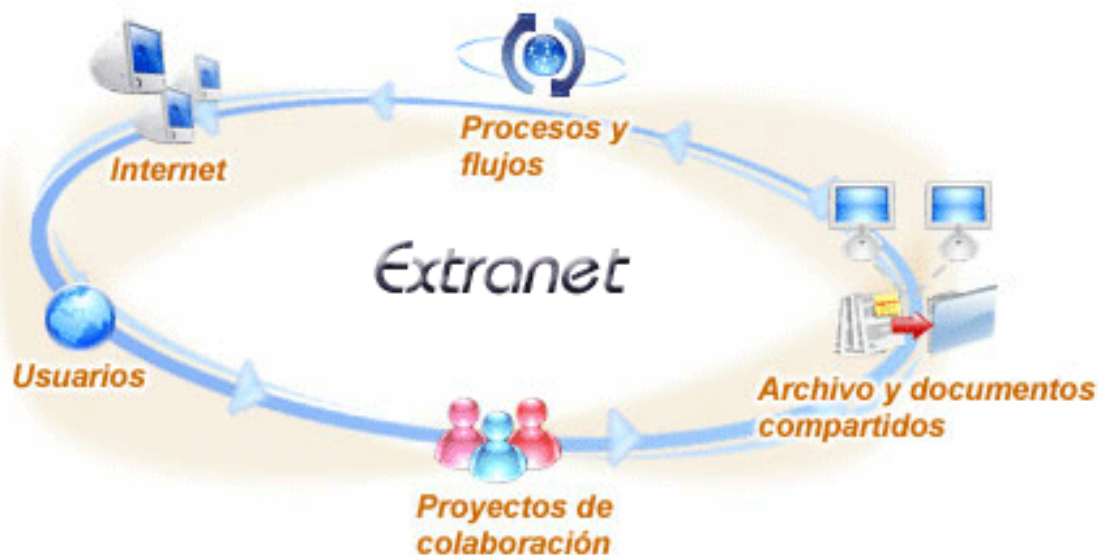 Procesos y
flujos
Internet
Extranet
Usuarios
Archivo y documentos
compartidos
Proyectos de
colaboración